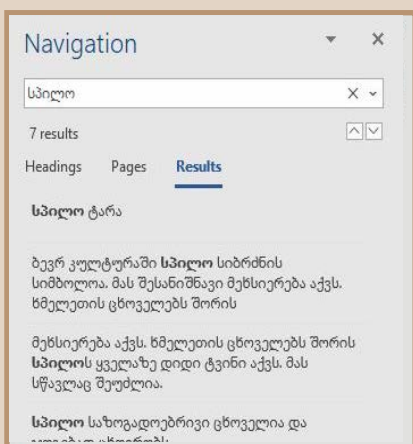 Navigation
სპილო
7 results
Headings Pages Results
სპილო ტარა
ბევრ კულტურაში სპილო სიბრძნის
სიმბოლოა. მას შესანიშნავი მეხსიერება აქვს.
ხმელეთის ცხოველებს შორის
მეხსიერება აქვს. ხმელეთის ცხოველებს შორის
სპილოს ყველაზე დიდი ტვინი აქვს. მას
სწავლაც შეუძლია.
სპილო საზოგადოებრივი ცხოველია და